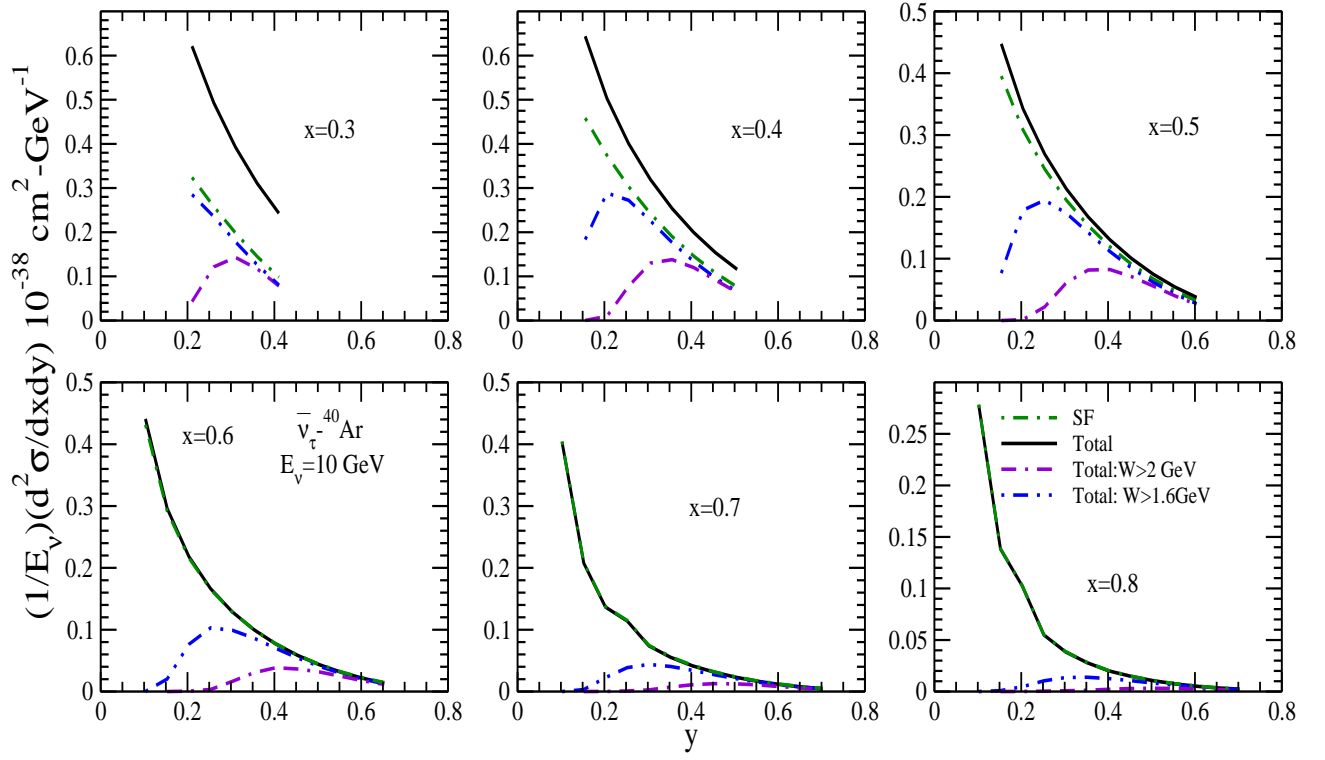 (1/E_ν)(d²σ/dxdy) 10⁻³⁸ cm²-GeV⁻¹
0.6
0.5
0.4
0.3
0.2
0.1
0
0 0.2 0.4 0.6 0.8
x=0.3
0.6
0.5
0.4
0.3
0.2
0.1
0
0 0.2 0.4 0.6 0.8
x=0.4
0.5
0.4
0.3
0.2
0.1
0
0 0.2 0.4 0.6 0.8
x=0.5
0.5
0.4
0.3
0.2
0.1
0
0 0.2 0.4 0.6 0.8
x=0.6
ν̅_τ-⁴⁰Ar
E_ν=10 GeV
0.5
0.4
0.3
0.2
0.1
0
0 0.2 0.4 0.6 0.8
x=0.7
0.25
0.2
0.15
0.1
0.05
0
0 0.2 0.4 0.6 0.8
SF
Total
Total:W>2 GeV
Total: W>1.6GeV
x=0.8
y